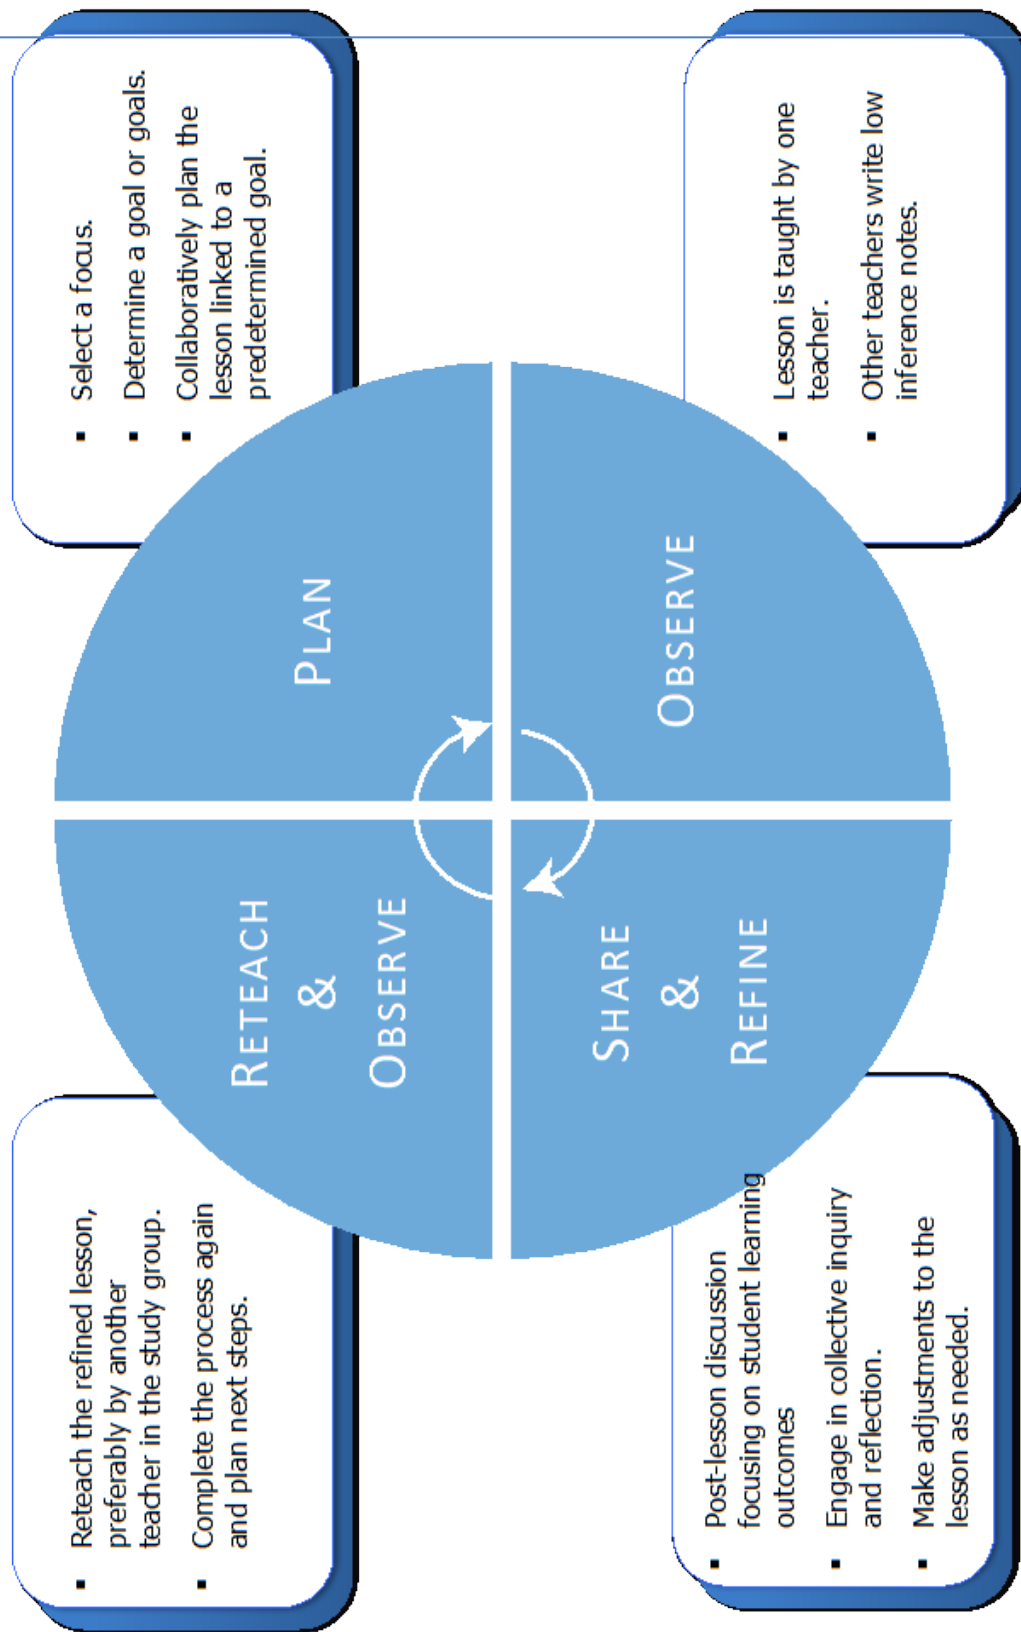 Reteach the refined lesson,
preferably by another
teacher in the study group.
Complete the process again
and plan next steps.
RETEACH
&
OBSERVE
PLAN
Select a focus.
Determine a goal or goals.
Collaboratively plan the
lesson linked to a
predetermined goal.
Post-lesson discussion
focusing on student learning
outcomes
Engage in collective inquiry
and reflection.
Make adjustments to the
lesson as needed.
SHARE
&
REFINE
OBSERVE
Lesson is taught by one
teacher.
Other teachers write low
inference notes.